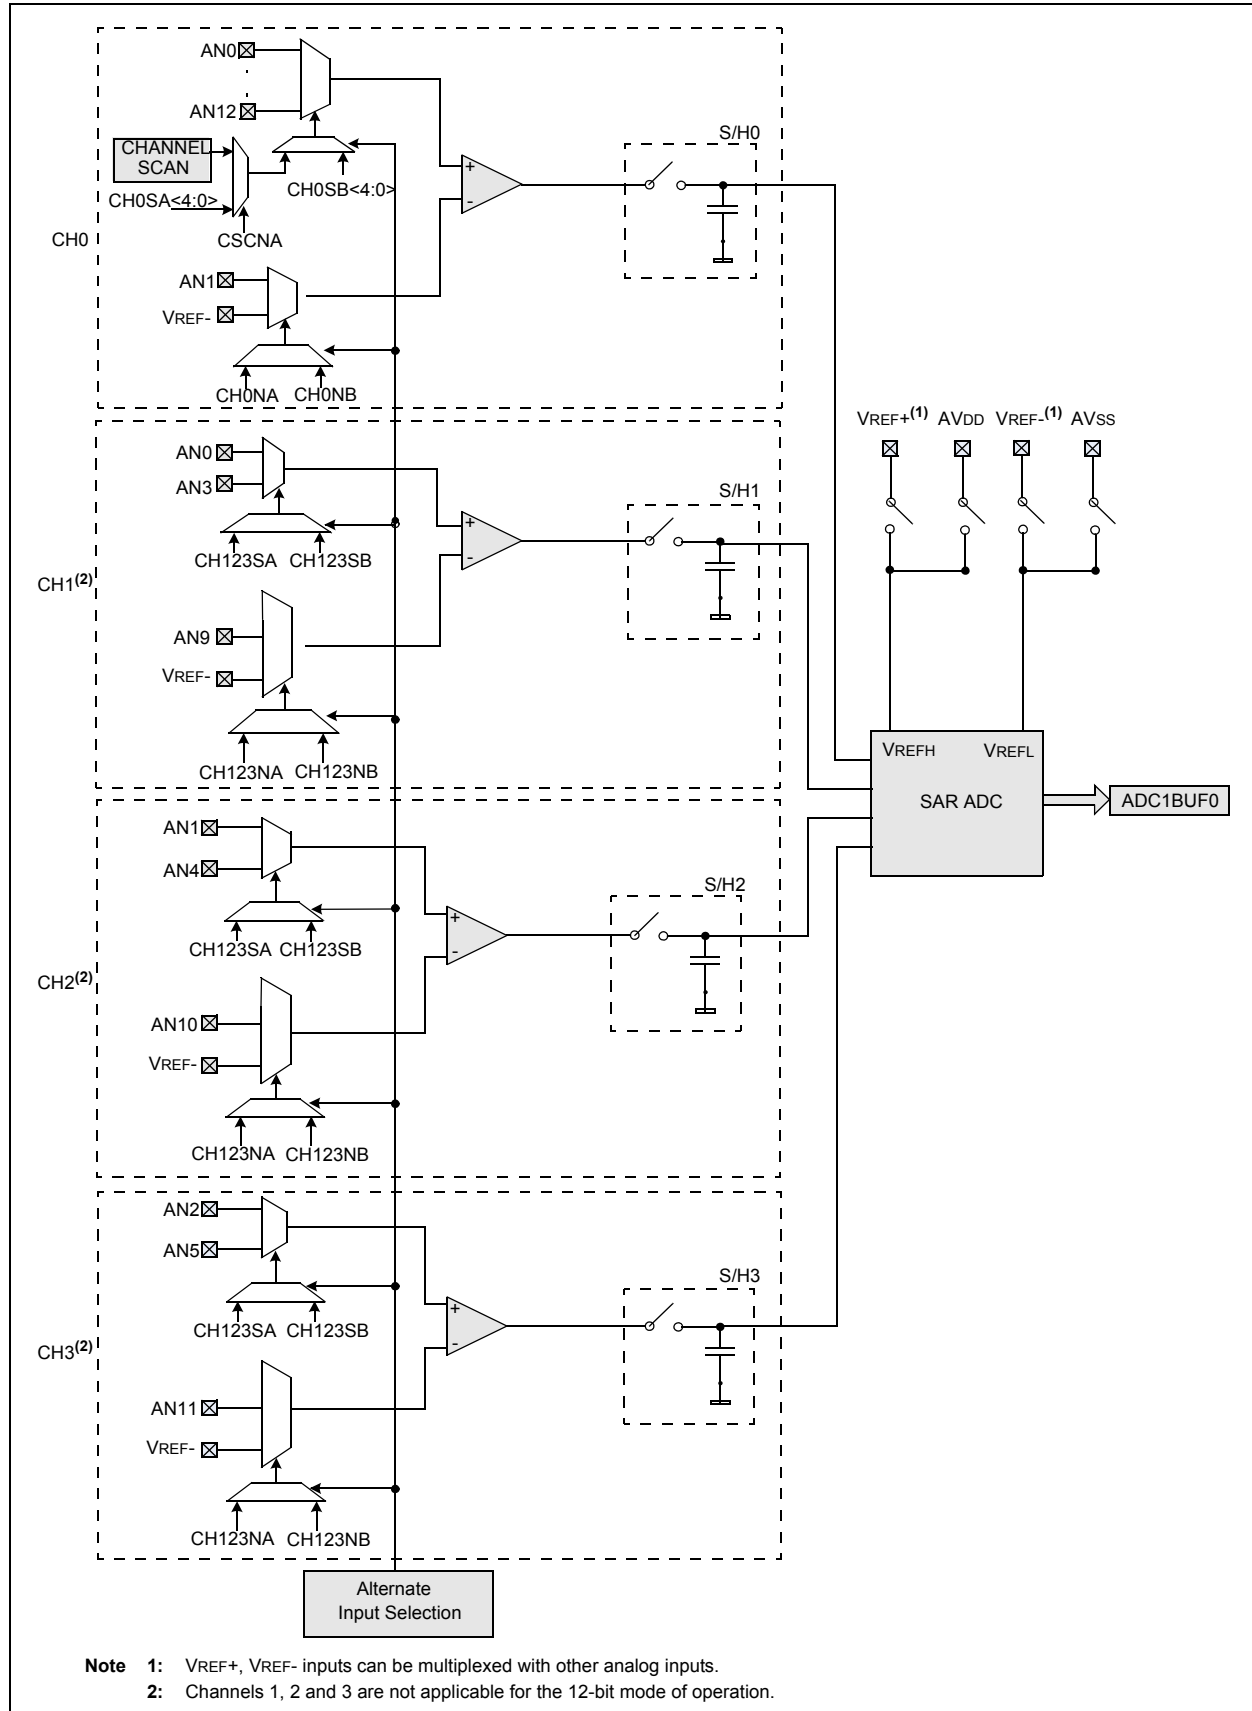 AN0
AN12
CHANNEL
SCAN
CH0SA<4:0>
CH0SB<4:0>
CSCNA
CH0
+
-
S/H0
AN1
VREF-
CH0NA
CH0NB
VREF+(1)
AVDD
VREF-(1)
AVSS
AN0
AN3
CH123SA
CH123SB
CH1(2)
+
-
S/H1
AN9
VREF-
CH123NA
CH123NB
VREFH
VREFL
SAR ADC
ADC1BUF0
AN1
AN4
CH123SA
CH123SB
CH2(2)
+
-
S/H2
AN10
VREF-
CH123NA
CH123NB
AN2
AN5
CH123SA
CH123SB
CH3(2)
+
-
S/H3
AN11
VREF-
CH123NA
CH123NB
Alternate
Input Selection
Note 1: VREF+, VREF- inputs can be multiplexed with other analog inputs.
2: Channels 1, 2 and 3 are not applicable for the 12-bit mode of operation.